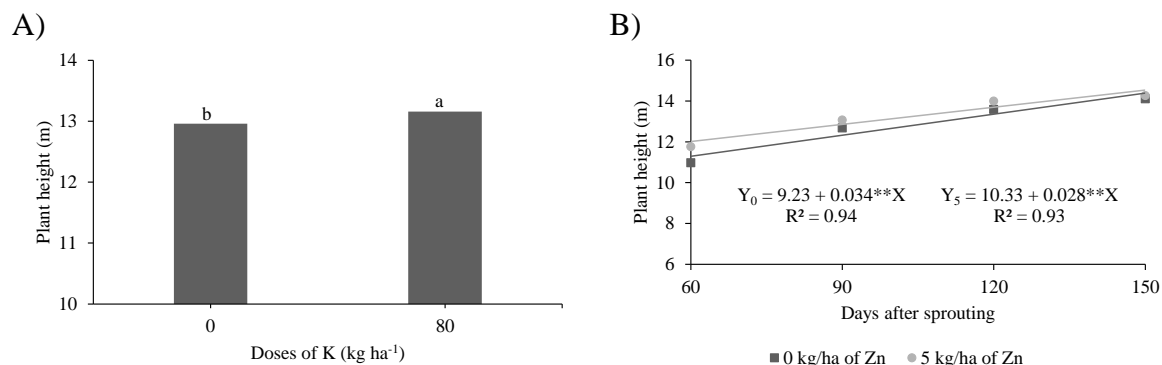 A)
14
13
12
11
10
Plant height (m)
b
a
0
80
Doses of K (kg ha⁻¹)
B)
16
14
12
10
8
6
Plant height (m)
Y₀ = 9.23 + 0.034**X
R² = 0.94
Y₅ = 10.33 + 0.028**X
R² = 0.93
60
90
120
150
Days after sprouting
0 kg/ha of Zn
5 kg/ha of Zn